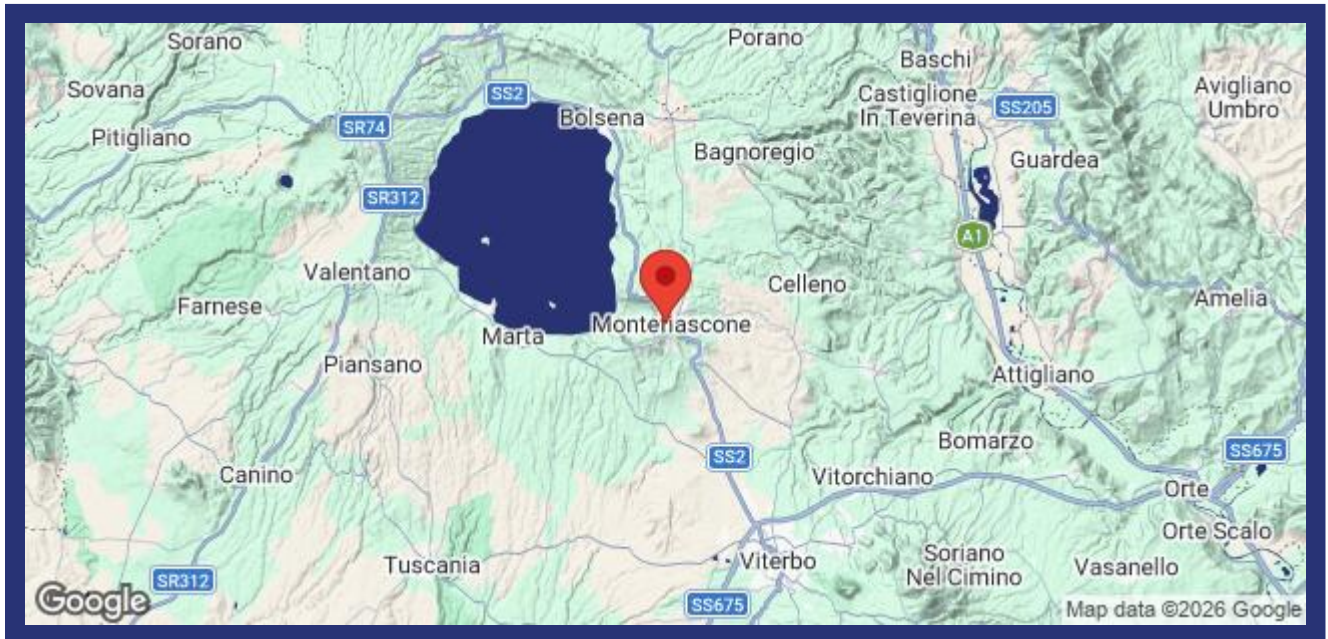 Sorano
Porano
Baschi
Sovana
SS2
Castiglione
In Teverina
SS205
Avigliano
Umbro
Bolsena
SR74
Pitigliano
Bagnoregio
Guardea
SR312
A1
Valentano
Celleno
Farnese
Amelia
Montefiascone
Marta
Piansano
Attigliano
Bomarzo
SS675
SS2
Canino
Vitorchiano
Orte
Orte Scalo
Tuscania
Viterbo
Soriano
Nel Cimino
Vasanello
SR312
SS675
Google
Map data ©2026 Google